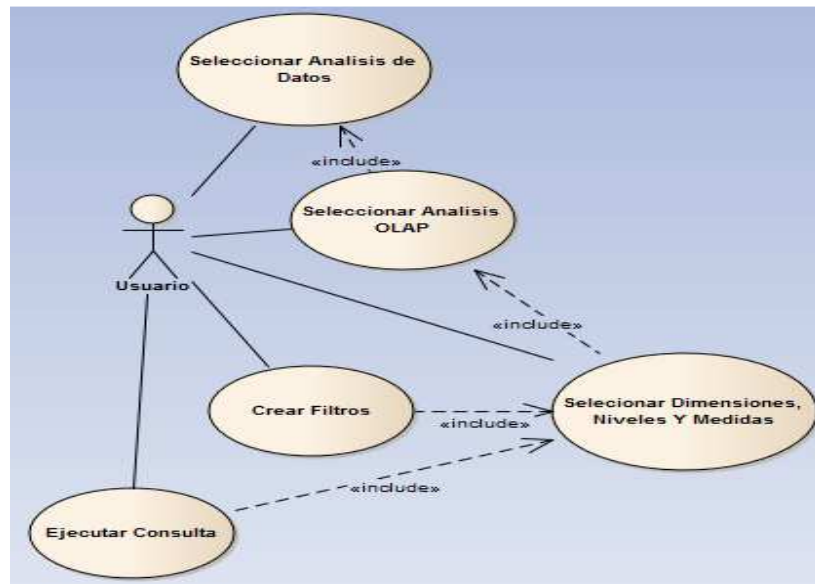 Seleccionar Analisis de
Datos
«include»
Seleccionar Analisis
OLAP
Usuario
«include»
Crear Filtros
«include»
Selecionar Dimensiones,
Niveles Y Medidas
«include»
Ejecutar Consulta